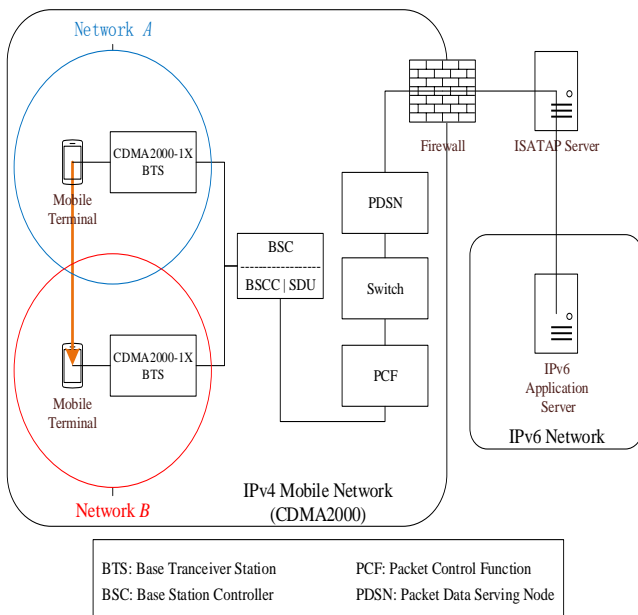 Network A
CDMA2000-1X
BTS
Mobile
Terminal
Firewall
ISATAP Server
PDSN
BSC
BSCC | SDU
Switch
CDMA2000-1X
BTS
Mobile
Terminal
PCF
IPv6
Application
Server
IPv6 Network
IPv4 Mobile Network
(CDMA2000)
Network B
BTS: Base Tranceiver Station
PCF: Packet Control Function
BSC: Base Station Controller
PDSN: Packet Data Serving Node